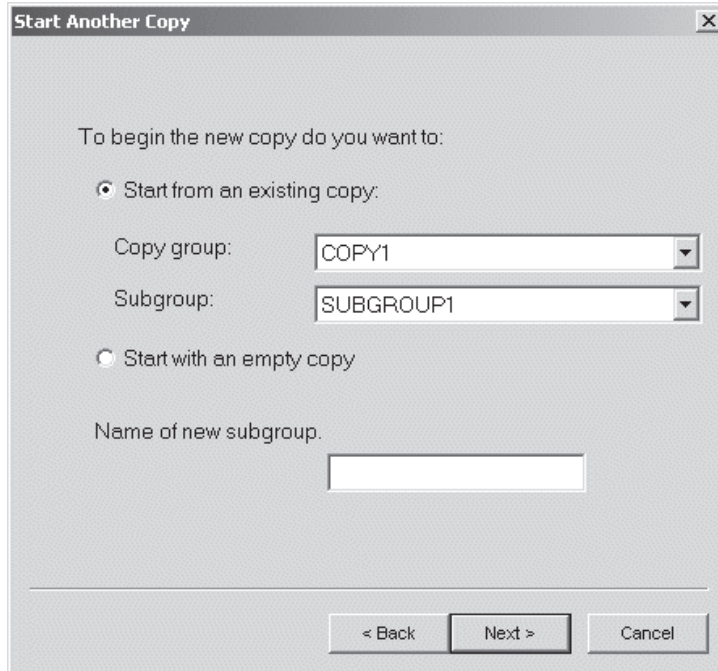 Start Another Copy
To begin the new copy do you want to:
Start from an existing copy:
Copy group: COPY1
Subgroup: SUBGROUP1
Start with an empty copy
Name of new subgroup.
< Back Next > Cancel